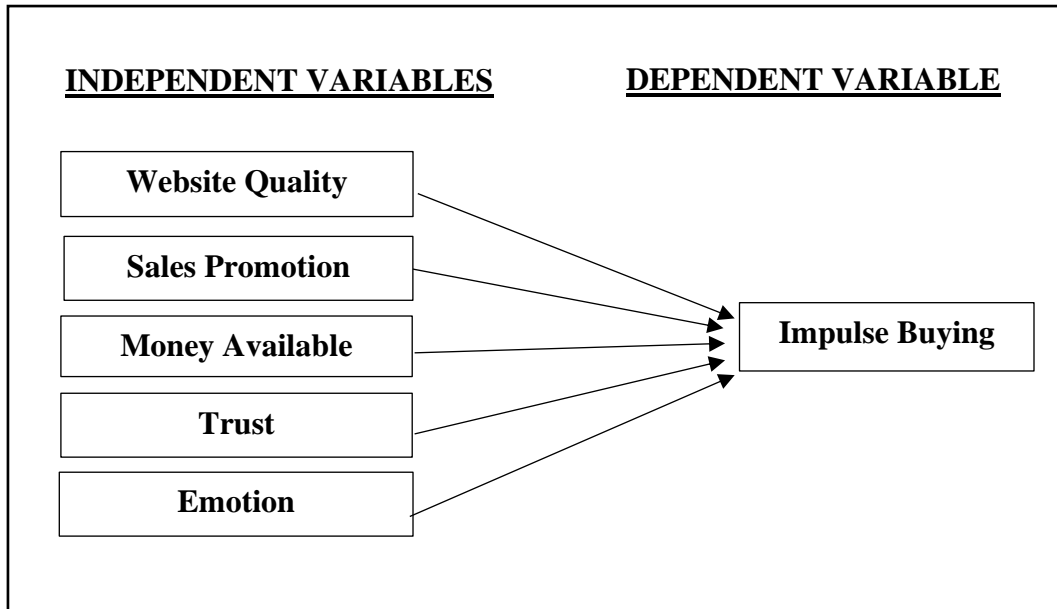 INDEPENDENT VARIABLES
DEPENDENT VARIABLE
Website Quality
Sales Promotion
Money Available
Trust
Emotion
Impulse Buying